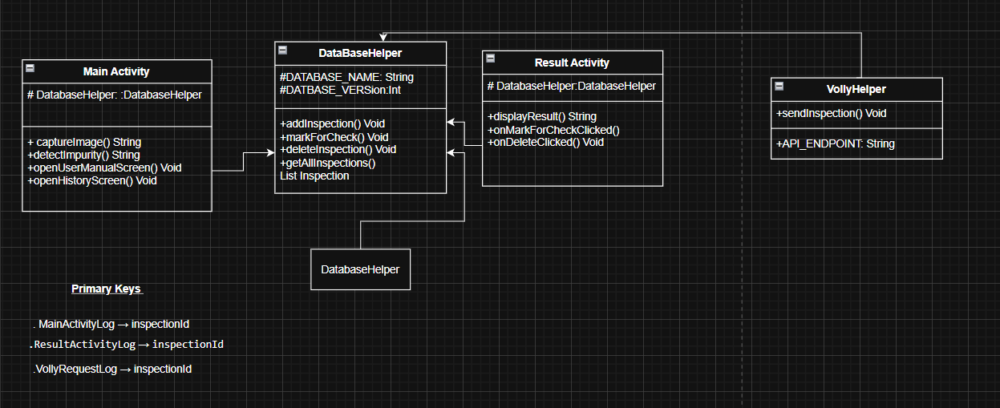 Main Activity
# DatabaseHelper: :DatabaseHelper
+ captureImage() String
+detectImpurity() String
+openUserManualScreen() Void
+openHistoryScreen() Void
DataBaseHelper
#DATABASE_NAME: String
#DATBASE_VERSion:Int
+addInspection() Void
+markForCheck() Void
+deleteInspection() Void
+getAllInspections()
List Inspection
Result Activity
# DatabaseHelper:DatabaseHelper
+displayResult() String
+onMarkForCheckClicked()
+onDeleteClicked() Void
VollyHelper
+sendInspection() Void
+API_ENDPOINT: String
DatabaseHelper
Primary Keys
. MainActivityLog → inspectionId
.ResultActivityLog → inspectionId
.VollyRequestLog → inspectionId